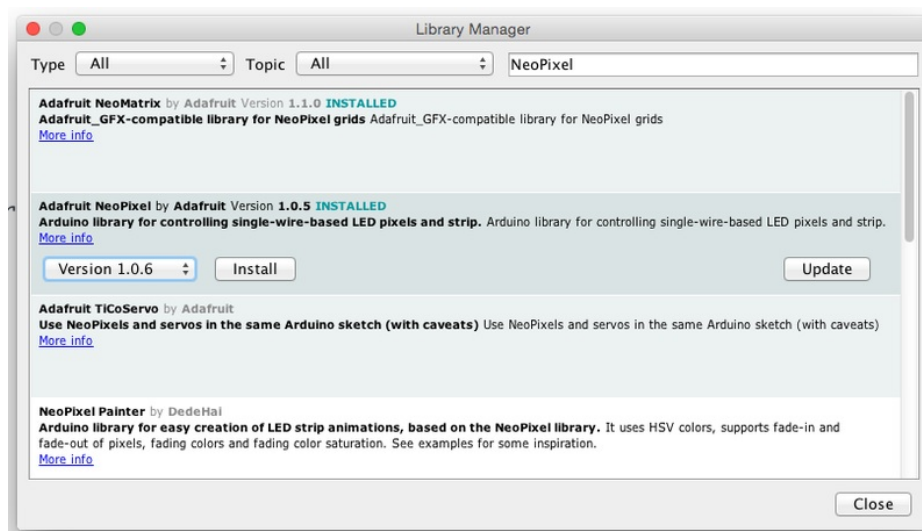 Library Manager
Type All Topic All NeoPixel
Adafruit NeoMatrix by Adafruit Version 1.1.0 INSTALLED
Adafruit_GFX-compatible library for NeoPixel grids Adafruit_GFX-compatible library for NeoPixel grids
More info
Adafruit NeoPixel by Adafruit Version 1.0.5 INSTALLED
Arduino library for controlling single-wire-based LED pixels and strip. Arduino library for controlling single-wire-based LED pixels and strip.
More info
Version 1.0.6 Install Update
Adafruit TiCoServo by Adafruit
Use NeoPixels and servos in the same Arduino sketch (with caveats) Use NeoPixels and servos in the same Arduino sketch (with caveats)
More info
NeoPixel Painter by DedeHai
Arduino library for easy creation of LED strip animations, based on the NeoPixel library. It uses HSV colors, supports fade-in and
fade-out of pixels, fading colors and fading color saturation. See examples for some inspiration.
More info
Close